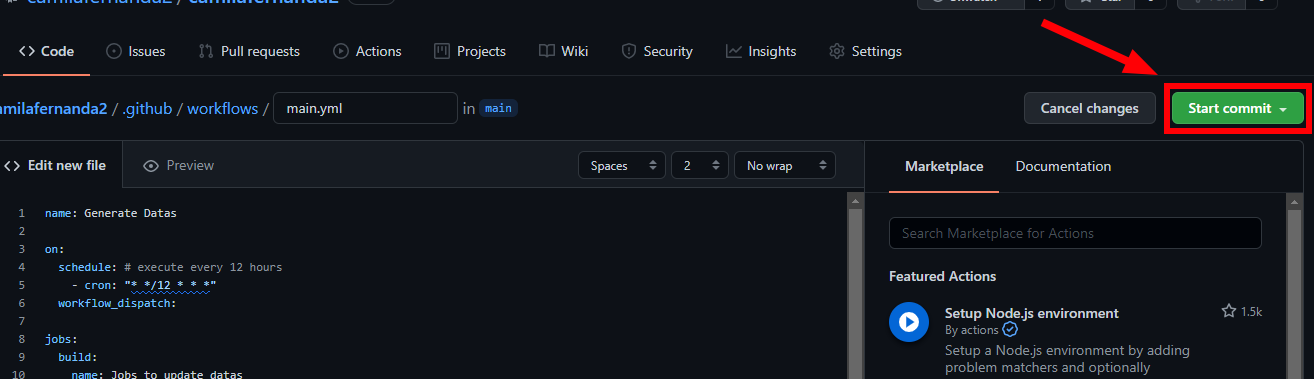 camilafernanda2 / camilafernanda2
<> Code Issues Pull requests Actions Projects Wiki Security Insights Settings
milafernanda2 / .github / workflows / main.yml in main
Cancel changes
Start commit
<> Edit new file
Preview
Spaces
2
No wrap
Marketplace
Documentation
1 name: Generate Datas
2
3 on:
4 schedule: # execute every 12 hours
5 - cron: "* */12 * * *"
6 workflow_dispatch:
7
8 jobs:
9 build:
10 name: Jobs to update datas
Search Marketplace for Actions
Featured Actions
Setup Node.js environment
1.5k
By actions
Setup a Node.js environment by adding
problem matchers and optionally